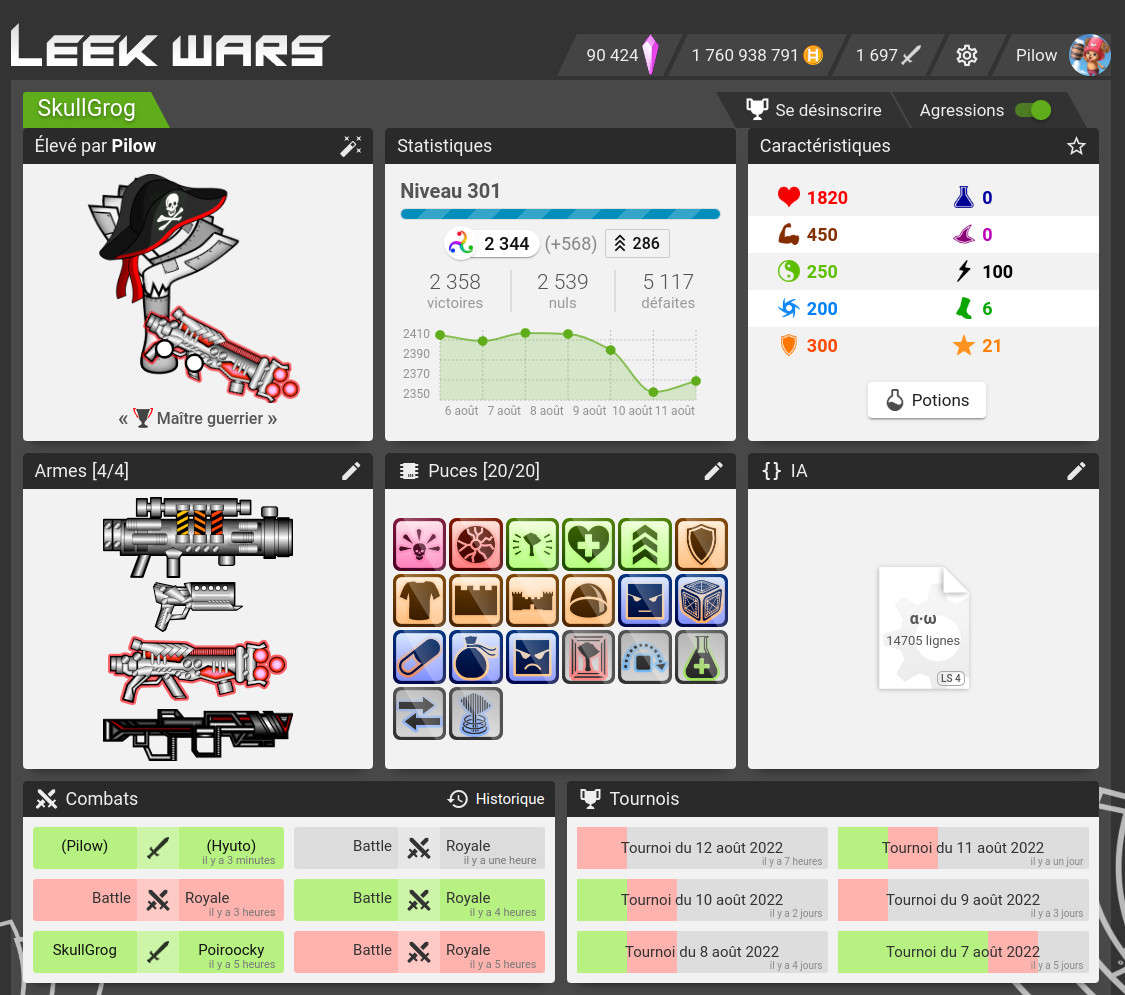 LEEK WARS
90 424
1 760 938 791 H
1 697
Pilow
SkullGrog
Se désinscrire
Agressions
Élevé par Pilow
« Maître guerrier »
Statistiques
Niveau 301
2 344 (+568) 286
2 358 2 539 5 117
victoires nuls défaites
2410
2390
2370
2350
6 août 7 août 8 août 9 août 10 août 11 août
Caractéristiques
1820 0
450 0
250 100
200 6
300 21
Potions
Armes [4/4]
Puces [20/20]
{} IA
α·ω
14705 lignes
LS 4
Combats
Historique
(Pilow) (Hyuto)
il y a 3 minutes
Battle Royale
il y a une heure
Battle Royale
il y a 3 heures
Battle Royale
il y a 4 heures
SkullGrog Poiroocky
il y a 5 heures
Battle Royale
il y a 5 heures
Tournois
Tournoi du 12 août 2022
il y a 7 heures
Tournoi du 11 août 2022
il y a un jour
Tournoi du 10 août 2022
il y a 2 jours
Tournoi du 9 août 2022
il y a 3 jours
Tournoi du 8 août 2022
il y a 4 jours
Tournoi du 7 août 2022
il y a 5 jours